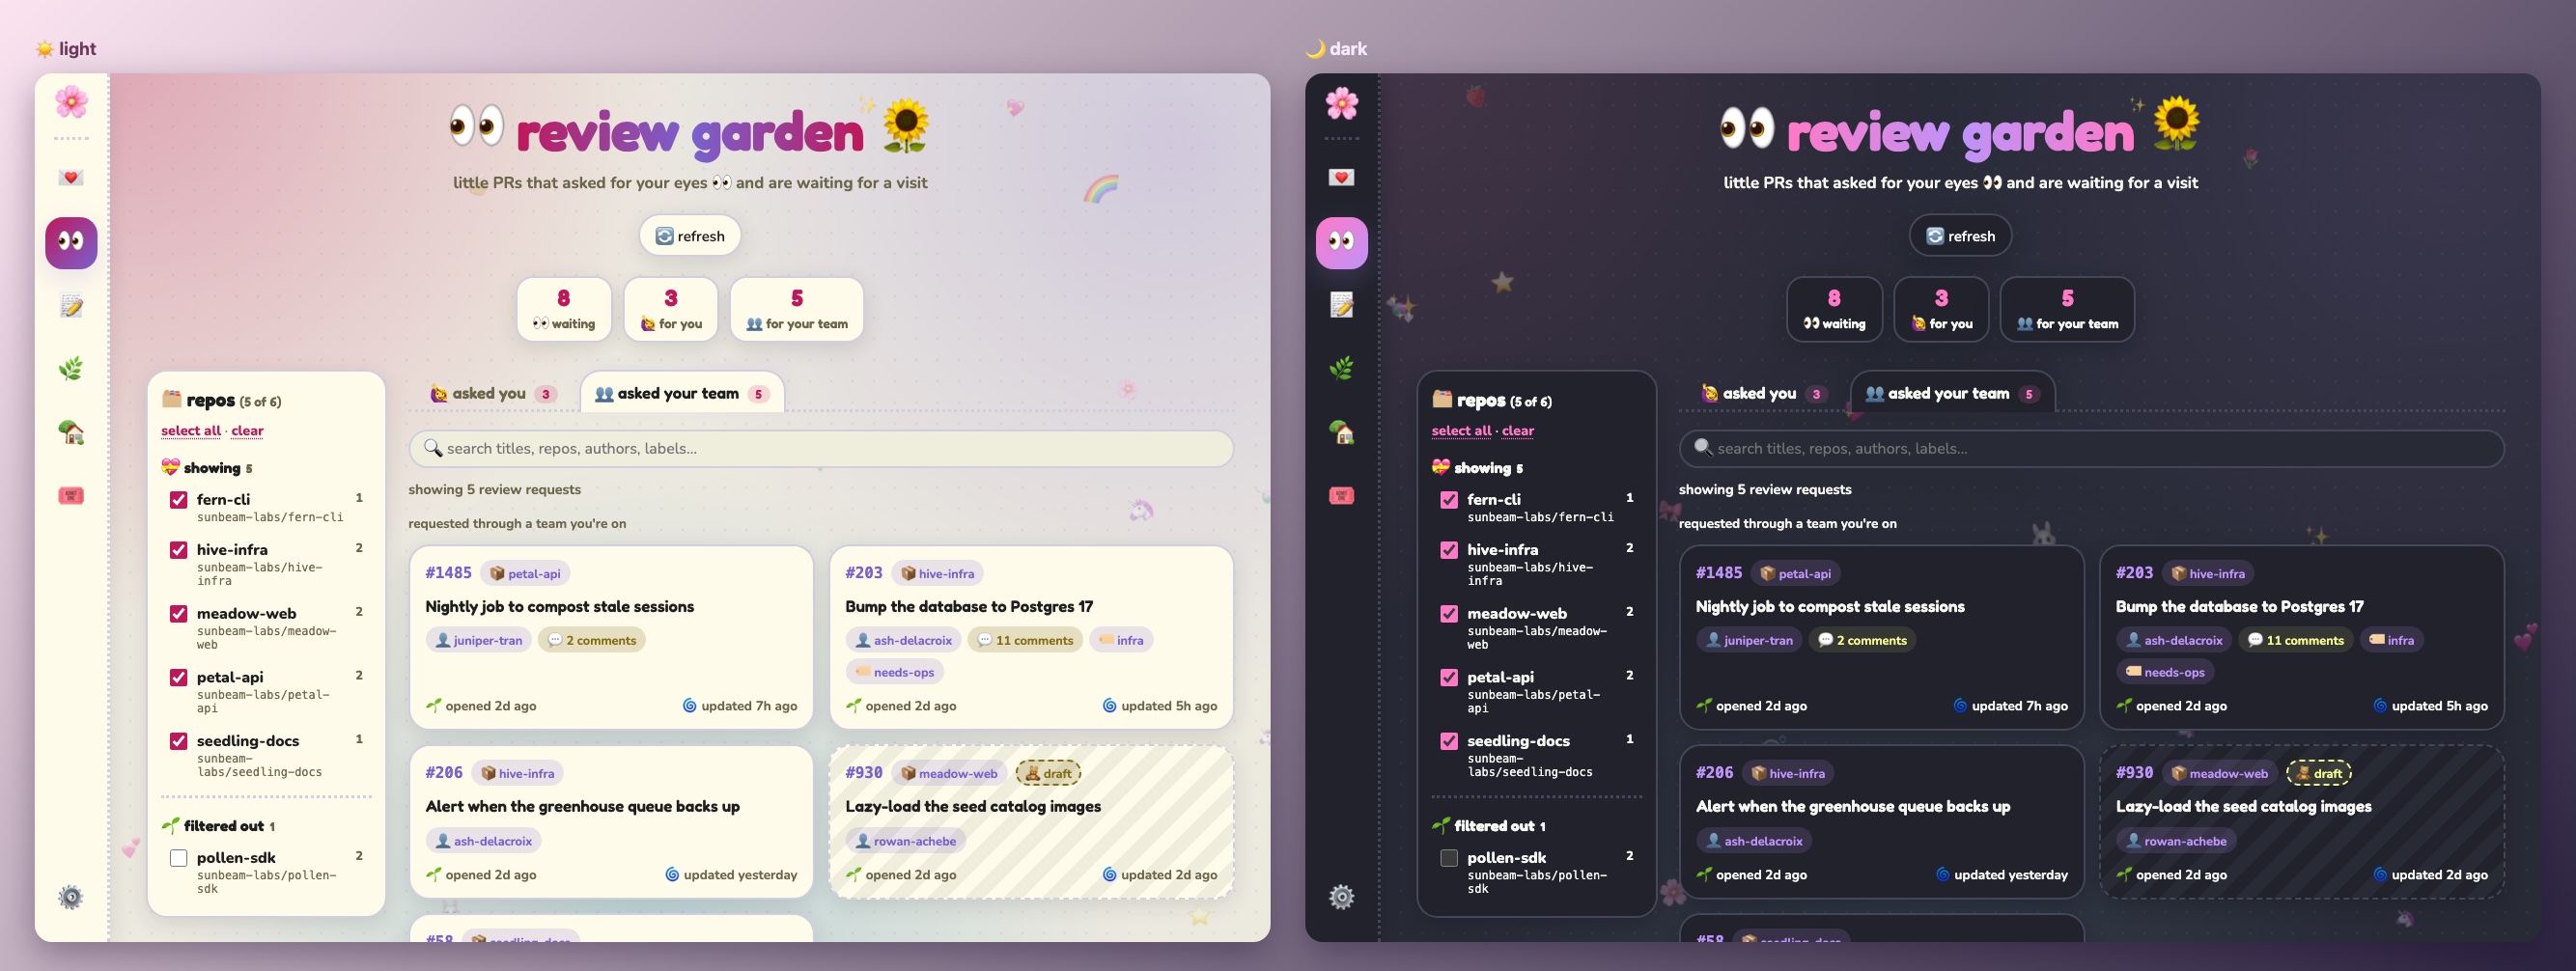 light
review garden
little PRs that asked for your eyes 👀 and are waiting for a visit
refresh
8
waiting
3
for you
5
for your team
repos (5 of 6)
select all · clear
showing 5
fern-cli 1
sunbeam-labs/fern-cli
hive-infra 2
sunbeam-labs/hive-
infra
meadow-web 2
sunbeam-labs/meadow-
web
petal-api 2
sunbeam-labs/petal-
api
seedling-docs 1
sunbeam-
labs/seedling-docs
filtered out 1
pollen-sdk 2
sunbeam-labs/pollen-
sdk
asked you 3
asked your team 5
search titles, repos, authors, labels...
showing 5 review requests
requested through a team you're on
#1485 petal-api
Nightly job to compost stale sessions
juniper-tran 2 comments
opened 2d ago updated 7h ago
#203 hive-infra
Bump the database to Postgres 17
ash-delacroix 11 comments infra
needs-ops
opened 2d ago updated 5h ago
#206 hive-infra
Alert when the greenhouse queue backs up
ash-delacroix
opened 2d ago updated yesterday
#930 meadow-web draft
Lazy-load the seed catalog images
rowan-achebe
opened 2d ago updated 2d ago
#58 seedling-docs
dark
review garden
little PRs that asked for your eyes 👀 and are waiting for a visit
refresh
8
waiting
3
for you
5
for your team
repos (5 of 6)
select all · clear
showing 5
fern-cli 1
sunbeam-labs/fern-cli
hive-infra 2
sunbeam-labs/hive-
infra
meadow-web 2
sunbeam-labs/meadow-
web
petal-api 2
sunbeam-labs/petal-
api
seedling-docs 1
sunbeam-
labs/seedling-docs
filtered out 1
pollen-sdk 2
sunbeam-labs/pollen-
sdk
asked you 3
asked your team 5
search titles, repos, authors, labels...
showing 5 review requests
requested through a team you're on
#1485 petal-api
Nightly job to compost stale sessions
juniper-tran 2 comments
opened 2d ago updated 7h ago
#203 hive-infra
Bump the database to Postgres 17
ash-delacroix 11 comments infra
needs-ops
opened 2d ago updated 5h ago
#206 hive-infra
Alert when the greenhouse queue backs up
ash-delacroix
opened 2d ago updated yesterday
#930 meadow-web draft
Lazy-load the seed catalog images
rowan-achebe
opened 2d ago updated 2d ago
#58 seedling-docs